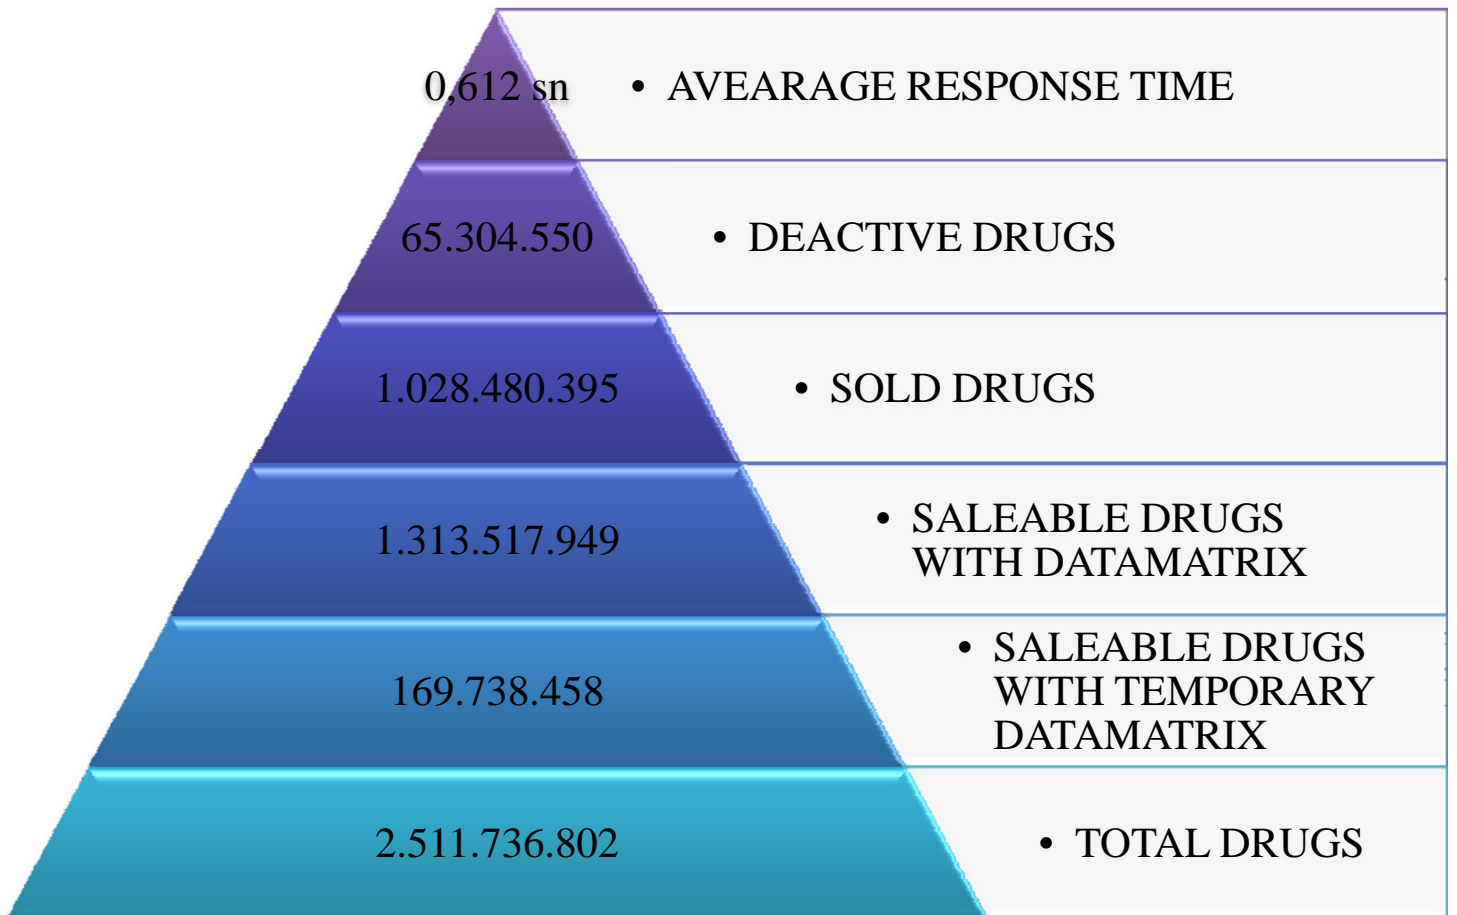 0,612 sn • AVEARAGE RESPONSE TIME
65.304.550 • DEACTIVE DRUGS
1.028.480.395 • SOLD DRUGS
1.313.517.949 • SALEABLE DRUGS
WITH DATAMATRIX
169.738.458 • SALEABLE DRUGS
WITH TEMPORARY
DATAMATRIX
2.511.736.802 • TOTAL DRUGS